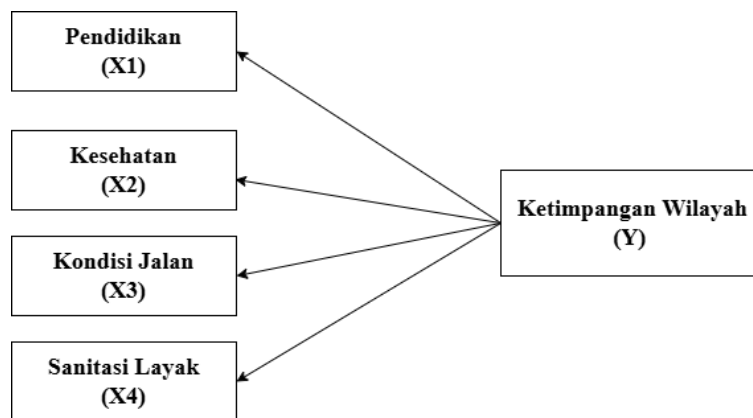 Pendidikan
(X1)
Kesehatan
(X2)
Kondisi Jalan
(X3)
Sanitasi Layak
(X4)
Ketimpangan Wilayah
(Y)